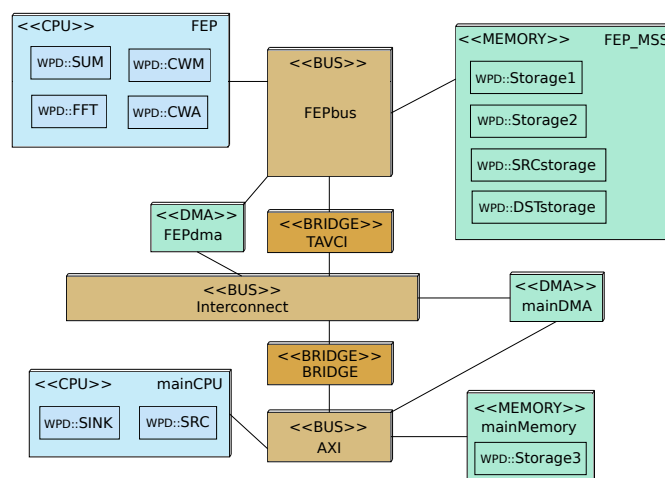 <<CPU>> FEP
WPD::SUM WPD::CWM
WPD::FFT WPD::CWA
<<BUS>>
FEPbus
<<MEMORY>> FEP_MSS
WPD::Storage1
WPD::Storage2
WPD::SRCstorage
WPD::DSTstorage
<<DMA>>
FEPdma
<<BRIDGE>>
TAVCI
<<BUS>>
Interconnect
<<DMA>>
mainDMA
<<BRIDGE>>
BRIDGE
<<CPU>> mainCPU
WPD::SINK WPD::SRC
<<BUS>>
AXI
<<MEMORY>>
mainMemory
WPD::Storage3